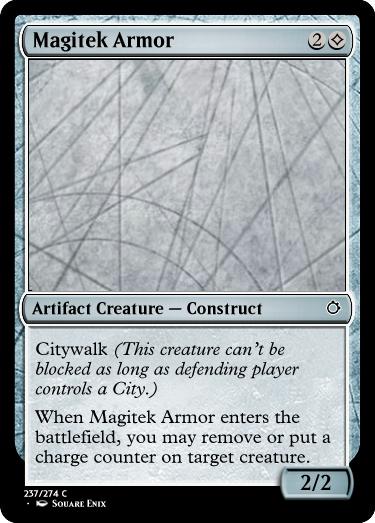 Magitek Armor 2
Artifact Creature — Construct
Citywalk (This creature can't be
blocked as long as defending player
controls a City.)
When Magitek Armor enters the
battlefield, you may remove or put a
charge counter on target creature.
2/2
237/274 C
· Square Enix